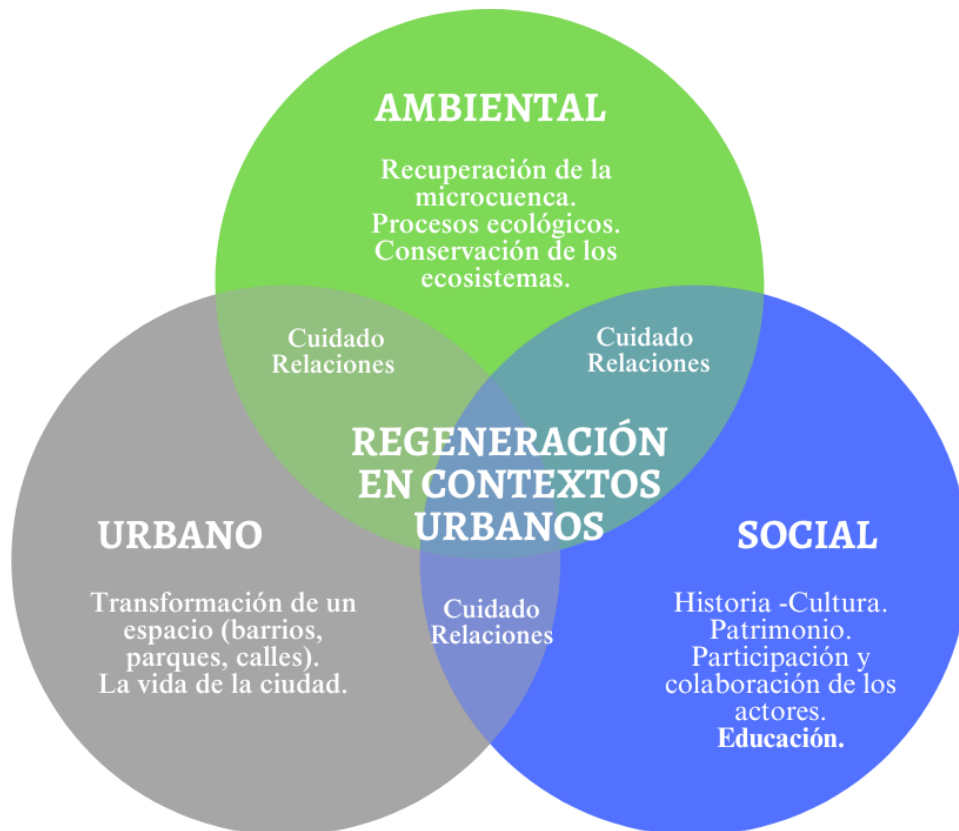 AMBIENTAL
Recuperación de la
microcuenca.
Procesos ecológicos.
Conservación de los
ecosistemas.
Cuidado
Relaciones
Cuidado
Relaciones
REGENERACIÓN
EN CONTEXTOS
URBANOS
URBANO
Transformación de un
espacio (barrios,
parques, calles).
La vida de la ciudad.
Cuidado
Relaciones
SOCIAL
Historia -Cultura.
Patrimonio.
Participación y
colaboración de los
actores.
Educación.